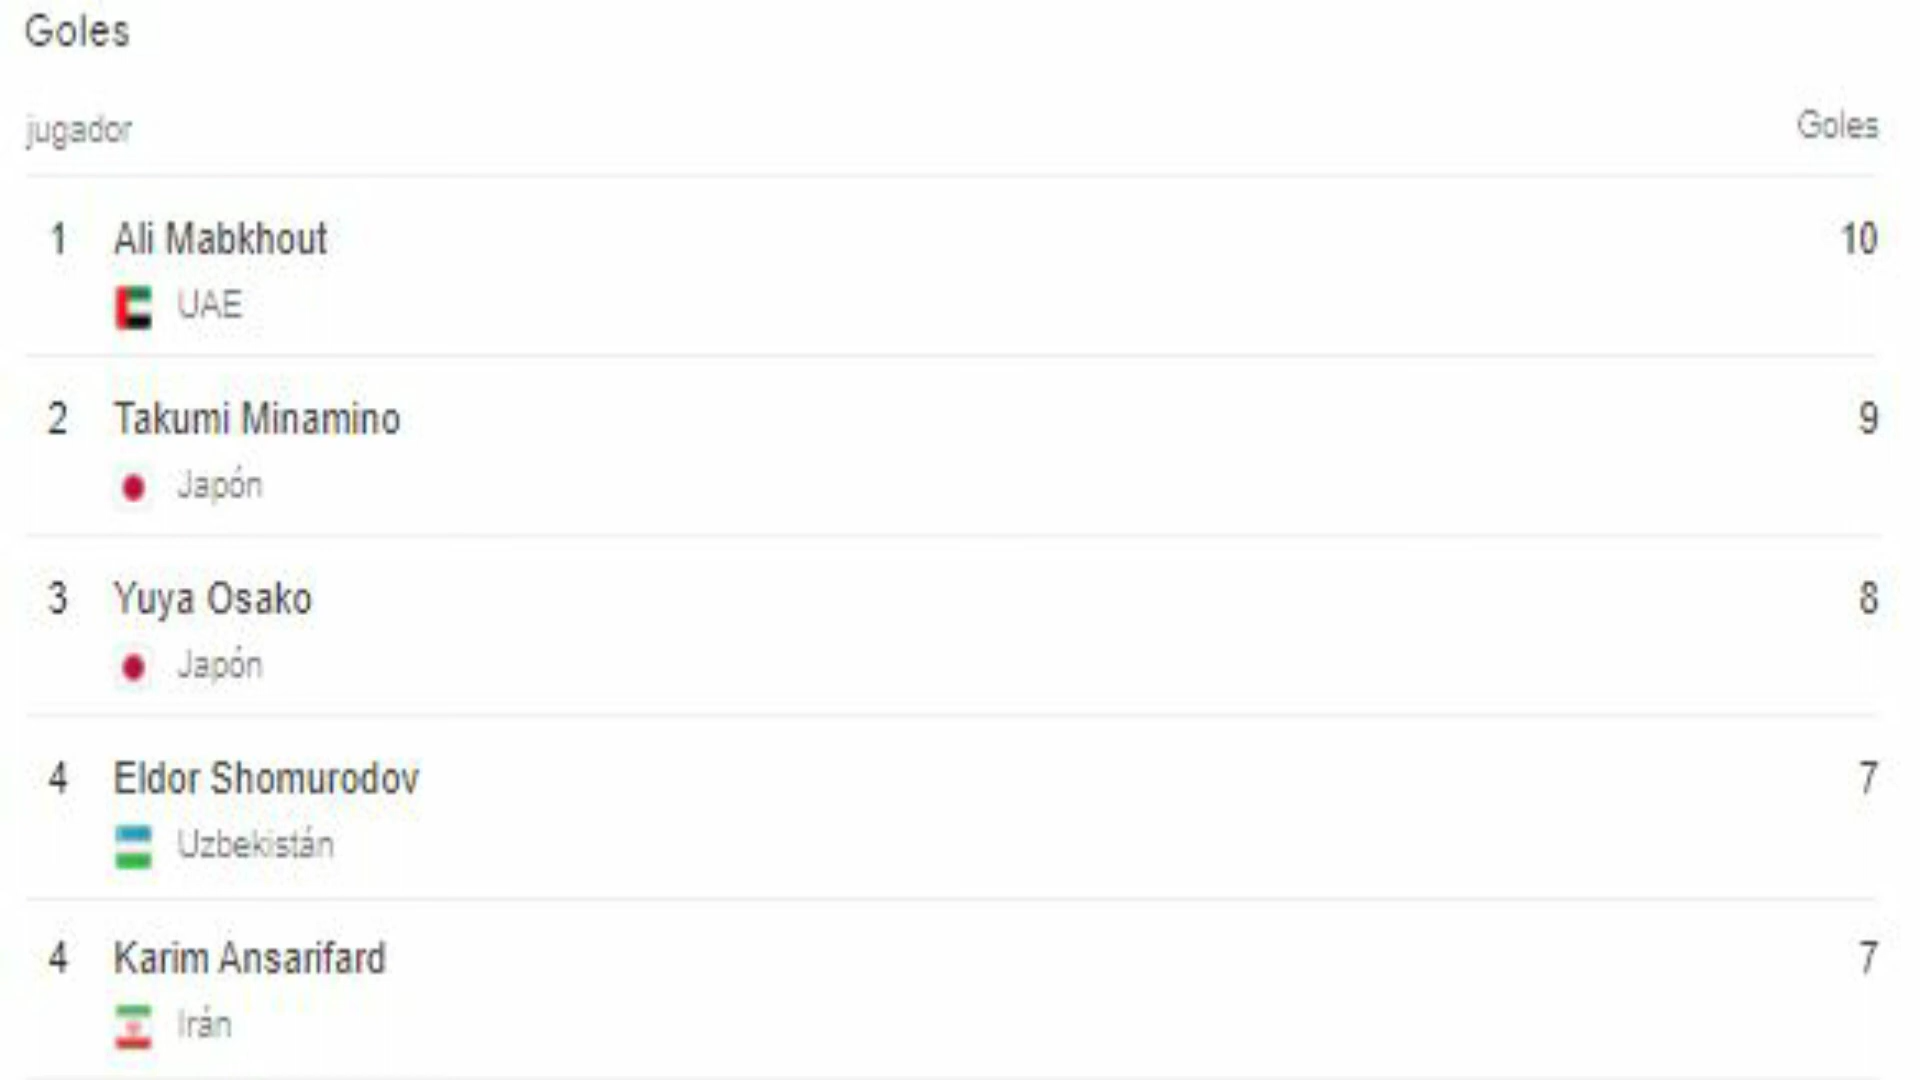 Goles
jugador Goles
1 Ali Mabkhout 10
UAE
2 Takumi Minamino 9
Japón
3 Yuya Osako 8
Japón
4 Eldor Shomurodov 7
Uzbekistán
4 Karim Ansarifard 7
Irán